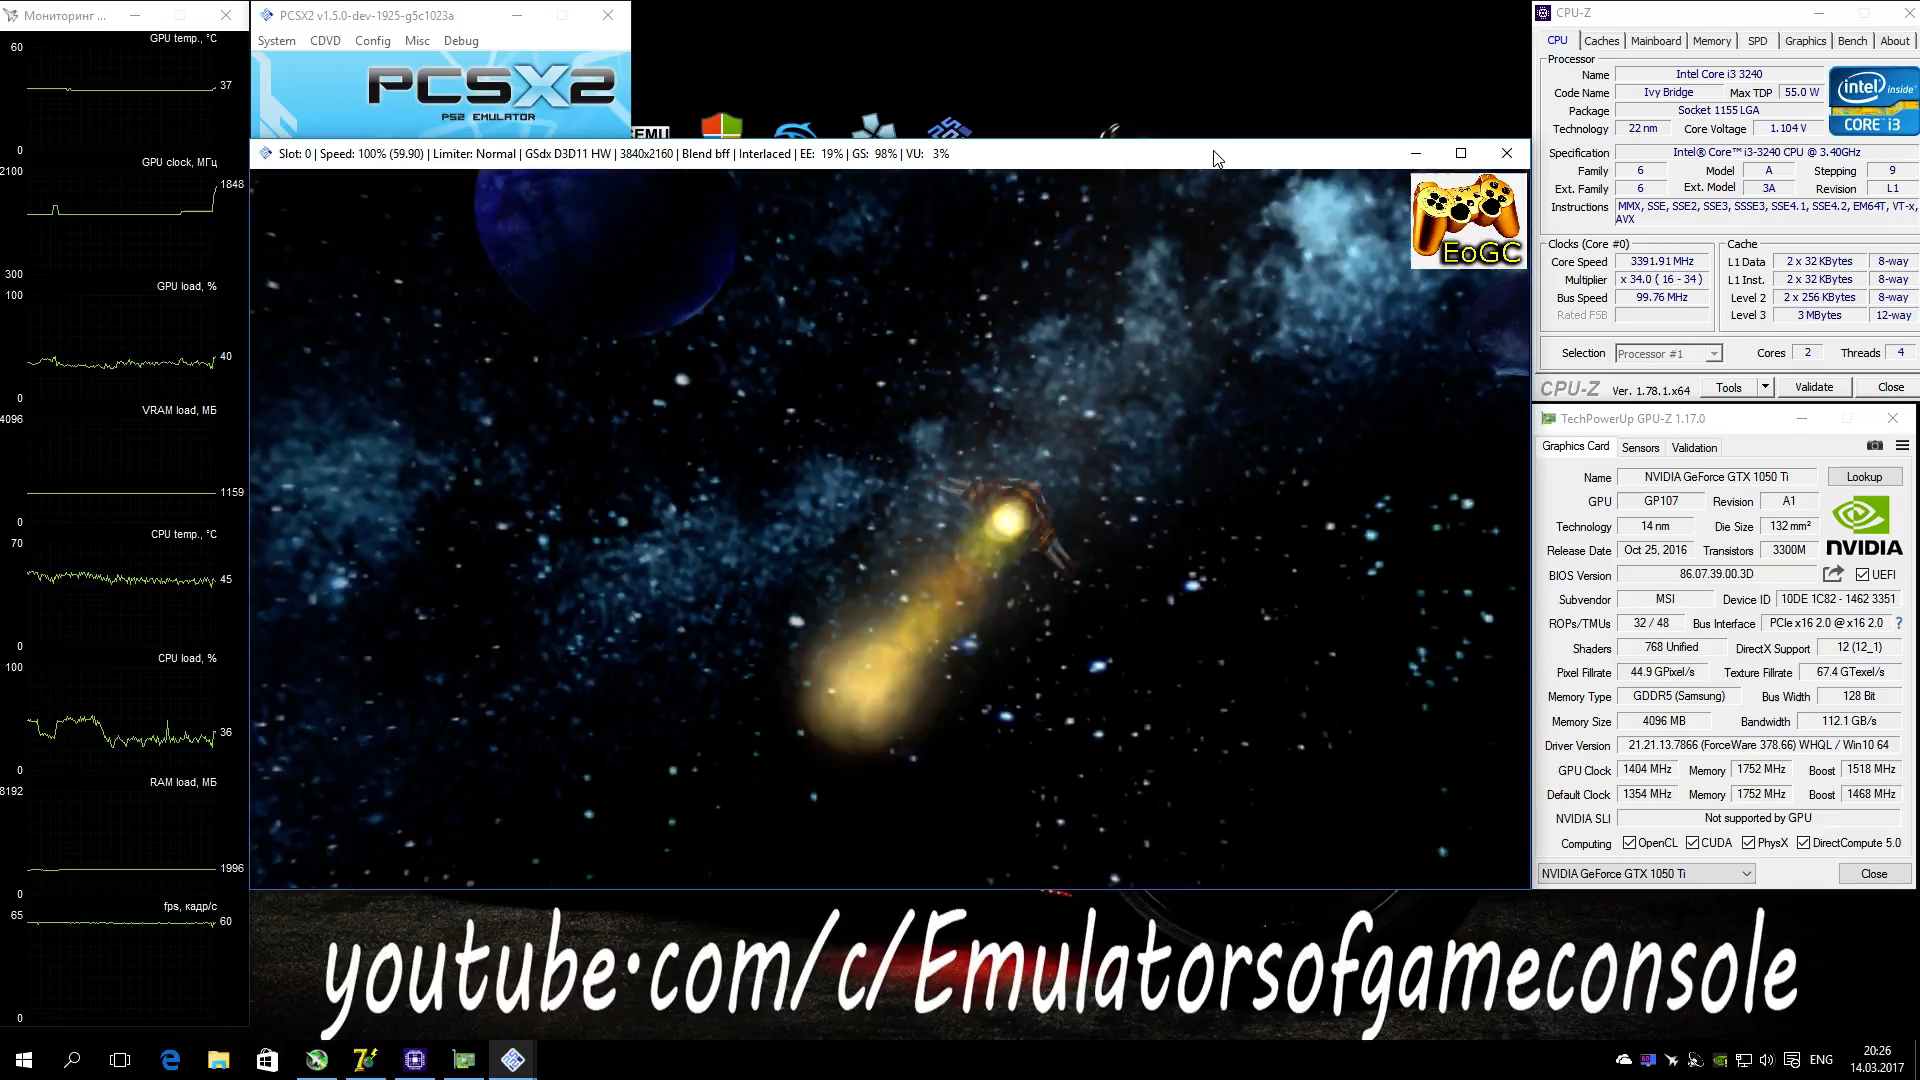 Мониторинг ...
GPU temp., °C
60
37
0
GPU clock, МГц
2100
1848
300
GPU load, %
100
40
0
VRAM load, МБ
4096
1159
0
CPU temp., °C
70
45
0
CPU load, %
100
36
0
RAM load, МБ
8192
1996
0
fps, кадр/с
65
60
0
PCSX2 v1.5.0-dev-1925-g5c1023a
System CDVD Config Misc Debug
PCSX2
PS2 EMULATOR
Slot: 0 | Speed: 100% (59.90) | Limiter: Normal | GSdx D3D11 HW | 3840x2160 | Blend bff | Interlaced | EE: 19% | GS: 98% | VU: 3%
EoGC
CPU-Z
CPU Caches Mainboard Memory SPD Graphics Bench About
Processor
Name Intel Core i3 3240
Code Name Ivy Bridge Max TDP 55.0 W
Package Socket 1155 LGA
Technology 22 nm Core Voltage 1.104 V
intel inside
CORE i3
Specification Intel® Core™ i3-3240 CPU @ 3.40GHz
Family 6 Model A Stepping 9
Ext. Family 6 Ext. Model 3A Revision L1
Instructions MMX, SSE, SSE2, SSE3, SSSE3, SSE4.1, SSE4.2, EM64T, VT-x,
AVX
Clocks (Core #0) Cache
Core Speed 3391.91 MHz L1 Data 2 x 32 KBytes 8-way
Multiplier x 34.0 ( 16 - 34 ) L1 Inst. 2 x 32 KBytes 8-way
Bus Speed 99.76 MHz Level 2 2 x 256 KBytes 8-way
Rated FSB Level 3 3 MBytes 12-way
Selection Processor #1 Cores 2 Threads 4
CPU-Z Ver. 1.78.1.x64 Tools Validate Close
TechPowerUp GPU-Z 1.17.0
Graphics Card Sensors Validation
Name NVIDIA GeForce GTX 1050 Ti Lookup
GPU GP107 Revision A1
Technology 14 nm Die Size 132 mm²
Release Date Oct 25, 2016 Transistors 3300M
NVIDIA
BIOS Version 86.07.39.00.3D UEFI
Subvendor MSI Device ID 10DE 1C82 - 1462 3351
ROPs/TMUs 32 / 48 Bus Interface PCIe x16 2.0 @ x16 2.0 ?
Shaders 768 Unified DirectX Support 12 (12_1)
Pixel Fillrate 44.9 GPixel/s Texture Fillrate 67.4 GTexel/s
Memory Type GDDR5 (Samsung) Bus Width 128 Bit
Memory Size 4096 MB Bandwidth 112.1 GB/s
Driver Version 21.21.13.7866 (ForceWare 378.66) WHQL / Win10 64
GPU Clock 1404 MHz Memory 1752 MHz Boost 1518 MHz
Default Clock 1354 MHz Memory 1752 MHz Boost 1468 MHz
NVIDIA SLI Not supported by GPU
Computing OpenCL CUDA PhysX DirectCompute 5.0
NVIDIA GeForce GTX 1050 Ti Close
youtube.com/c/Emulatorsofgameconsole
ENG
20:26
14.03.2017